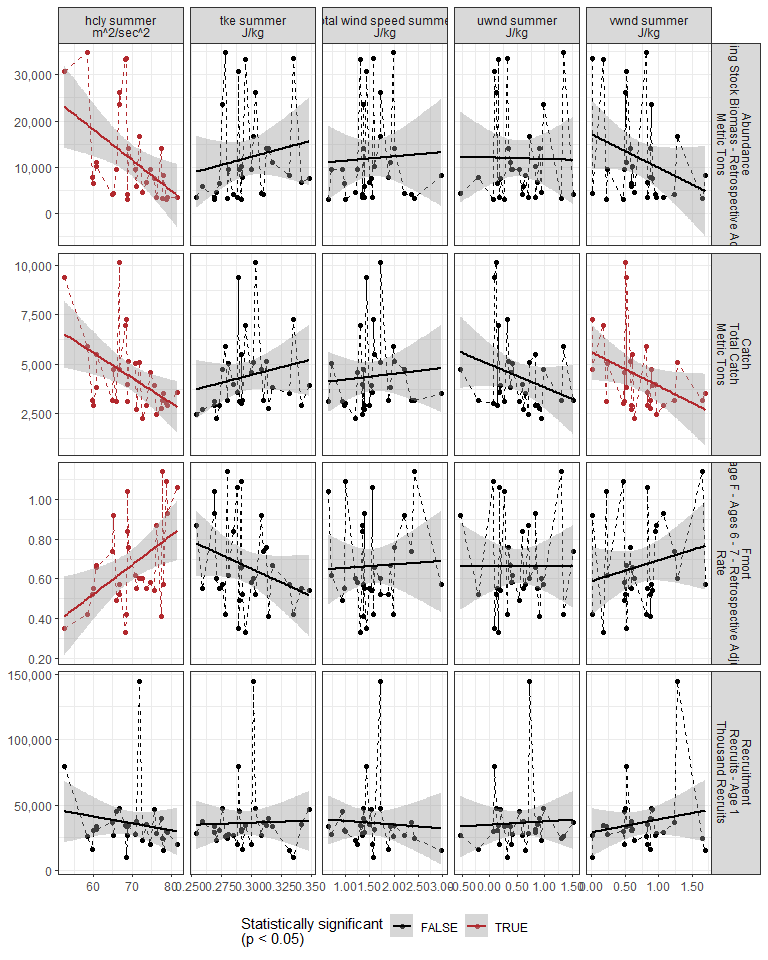 hcly summer
m^2/sec^2
tke summer
J/kg
otal wind speed summe
J/kg
uwnd summer
J/kg
vwnd summer
J/kg
30,000
20,000
10,000
0
Abundance
ing Stock Biomass - Retrospective Ad
Metric Tons
10,000
7,500
5,000
2,500
Catch
Total Catch
Metric Tons
1.00
0.80
0.60
0.40
0.20
Fmort
age F - Ages 6 - 7 - Retrospective Adju
Rate
150,000
100,000
50,000
0
Recruitment
Recruits - Age 1
Thousand Recruits
60 70 80
0.250 0.275 0.300 0.325 0.350
1.00 1.50 2.00 2.50 3.00
-0.50 0.00 0.50 1.00 1.50
0.00 0.50 1.00 1.50
Statistically significant
(p < 0.05)
FALSE
TRUE